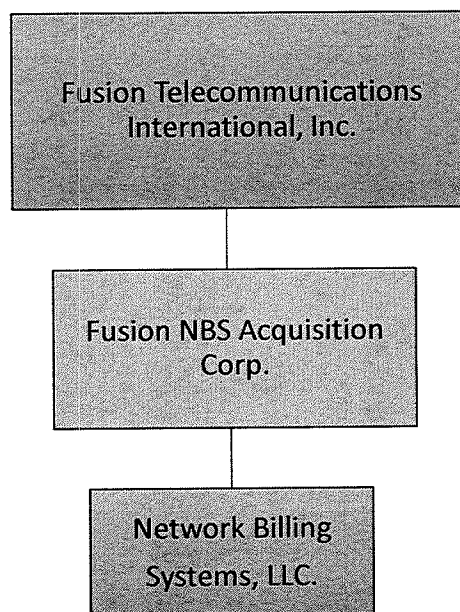 Fusion Telecommunications
International, Inc.
Fusion NBS Acquisition
Corp.
Network Billing
Systems, LLC.